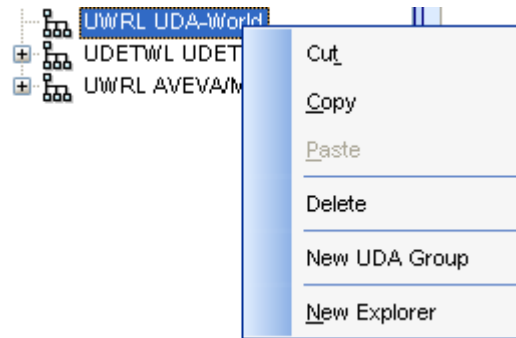 UWRL UDA-World
UDETWL UDET
UWRL AVEVA/
Cut
Copy
Paste
Delete
New UDA Group
New Explorer